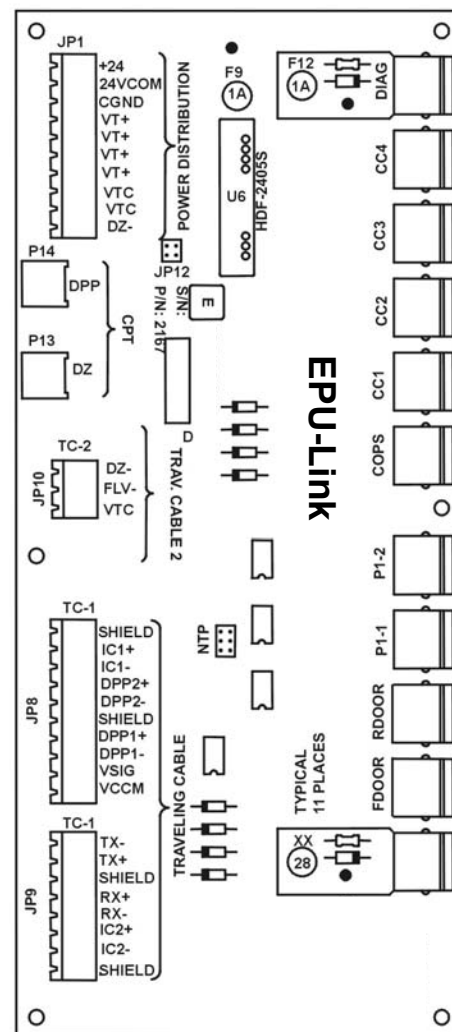 JP1
+24
24VCOM
CGND
VT+
VT+
VT+
VT+
VTC
VTC
DZ-
POWER DISTRIBUTION
F9
1A
F12
1A
DIAG
U6
HDF-2405S
JP12
P14
DPP
P13
DZ
CPT
P/N: 2167
S/N:
E
D
CC4
CC3
CC2
CC1
COPS
EPU-Link
TC-2
JP10
DZ-
FLV-
VTC
TRAV. CABLE 2
P1-2
P1-1
RDOOR
FDOOR
NTP
TC-1
JP8
SHIELD
IC1+
IC1-
DPP2+
DPP2-
SHIELD
DPP1+
DPP1-
VSIG
VCCM
TRAVELING CABLE
TYPICAL
11 PLACES
XX
28
TC-1
JP9
TX-
TX+
SHIELD
RX+
RX-
IC2+
IC2-
SHIELD